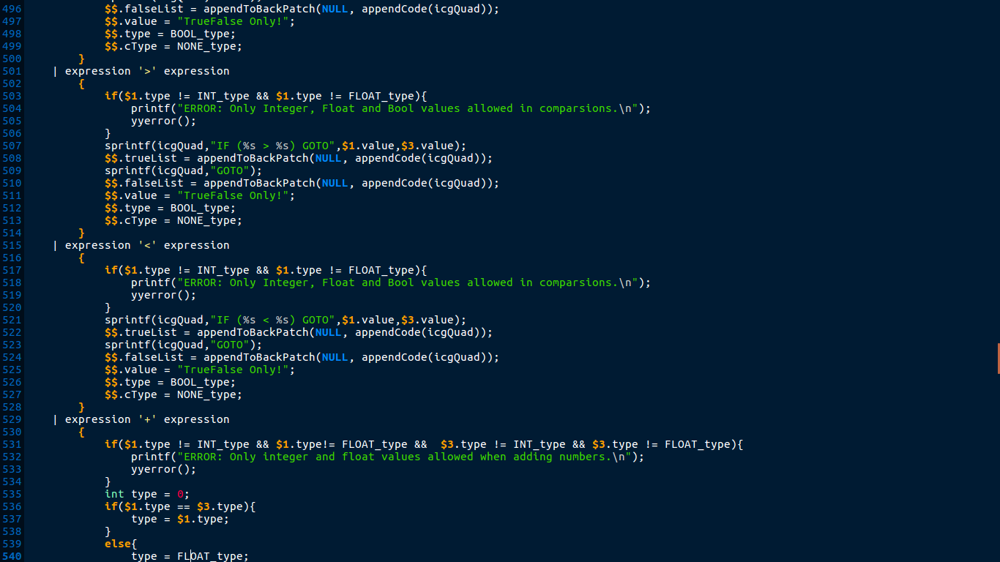 496 $$.falseList = appendToBackPatch(NULL, appendCode(icgQuad));
497 $$.value = "TrueFalse Only!";
498 $$.type = BOOL_type;
499 $$.cType = NONE_type;
500 }
501 | expression '>' expression
502 {
503 if($1.type != INT_type && $1.type != FLOAT_type){
504 printf("ERROR: Only Integer, Float and Bool values allowed in comparsions.\n");
505 yyerror();
506 }
507 sprintf(icgQuad,"IF (%s > %s) GOTO",$1.value,$3.value);
508 $$.trueList = appendToBackPatch(NULL, appendCode(icgQuad));
509 sprintf(icgQuad,"GOTO");
510 $$.falseList = appendToBackPatch(NULL, appendCode(icgQuad));
511 $$.value = "TrueFalse Only!";
512 $$.type = BOOL_type;
513 $$.cType = NONE_type;
514 }
515 | expression '<' expression
516 {
517 if($1.type != INT_type && $1.type != FLOAT_type){
518 printf("ERROR: Only Integer, Float and Bool values allowed in comparsions.\n");
519 yyerror();
520 }
521 sprintf(icgQuad,"IF (%s < %s) GOTO",$1.value,$3.value);
522 $$.trueList = appendToBackPatch(NULL, appendCode(icgQuad));
523 sprintf(icgQuad,"GOTO");
524 $$.falseList = appendToBackPatch(NULL, appendCode(icgQuad));
525 $$.value = "TrueFalse Only!";
526 $$.type = BOOL_type;
527 $$.cType = NONE_type;
528 }
529 | expression '+' expression
530 {
531 if($1.type != INT_type && $1.type!= FLOAT_type &&  $3.type != INT_type && $3.type != FLOAT_type){
532 printf("ERROR: Only integer and float values allowed when adding numbers.\n");
533 yyerror();
534 }
535 int type = 0;
536 if($1.type == $3.type){
537 type = $1.type;
538 }
539 else{
540 type = FLOAT_type;